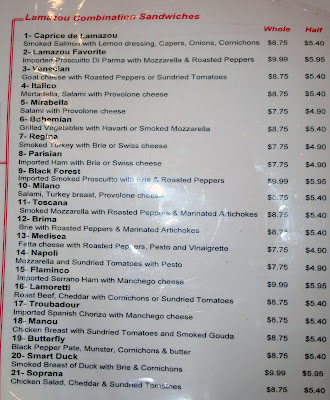 Lamazou Combination Sandwiches
Whole Half
1- Caprice de Lamazou
Smoked Salmon with Lemon dressing, Capers, Onions, Cornichons $8.75 $5.40
2- Lamazou Favorite
Imported Proscuitto Di Parma with Mozzarella & Roasted Peppers $9.99 $5.95
3- Venecian
Goat cheese with Roasted Peppers or Sundried Tomatoes $7.75 $4.90
4- Italico
Mortadella, Salami with Provolone cheese $8.75 $5.40
5- Mirabella
Salami with Provolone cheese $7.75 $4.90
6- Bohemian
Grilled Vegetables with Havarti or Smoked Mozzarella $8.75 $5.40
7- Regina
Smoked Turkey with Brie or Swiss cheese $7.75 $4.90
8- Parisian
Imported Ham with Brie or Swiss cheese $7.75 $4.90
9- Black Forest
Imported Smoked Proscuitto with Brie & Roasted Peppers $9.99 $5.95
10- Milano
Salami, Turkey breast, Provolone cheese $8.75 $5.40
11- Toscana
Smoked Mozzarella with Roasted Peppers & Marinated Artichokes $8.75 $5.40
12- Brima
Brie with Roasted Peppers & Marinated Artichokes $8.75 $5.40
13- Medisea
Fetta cheese with Roasted Peppers, Pesto and Vinaigrette $7.75 $4.90
14- Napoli
Mozzarella and Sundried Tomatoes with Pesto $7.75 $4.90
15- Flaminco
Imported Serrano Ham with Manchego cheese $9.99 $5.95
16- Lamoretti
Roast Beef, Cheddar with Cornichons or Sundried Tomatoes $8.75 $5.40
17- Troubadour
Imported Spanish Chorizo with Manchego cheese $8.75 $5.40
18- Manou
Chicken Breast with Sundried Tomatoes and Smoked Gouda $8.75 $5.40
19- Butterfly
Black Pepper Pate, Munster, Cornichons & butter $8.75 $5.40
20- Smart Duck
Smoked Breast of Duck with Brie & Cornichons $9.99 $5.95
21- Soprana
Chicken Salad, Cheddar & Sundried Tomatoes $8.75 $5.40